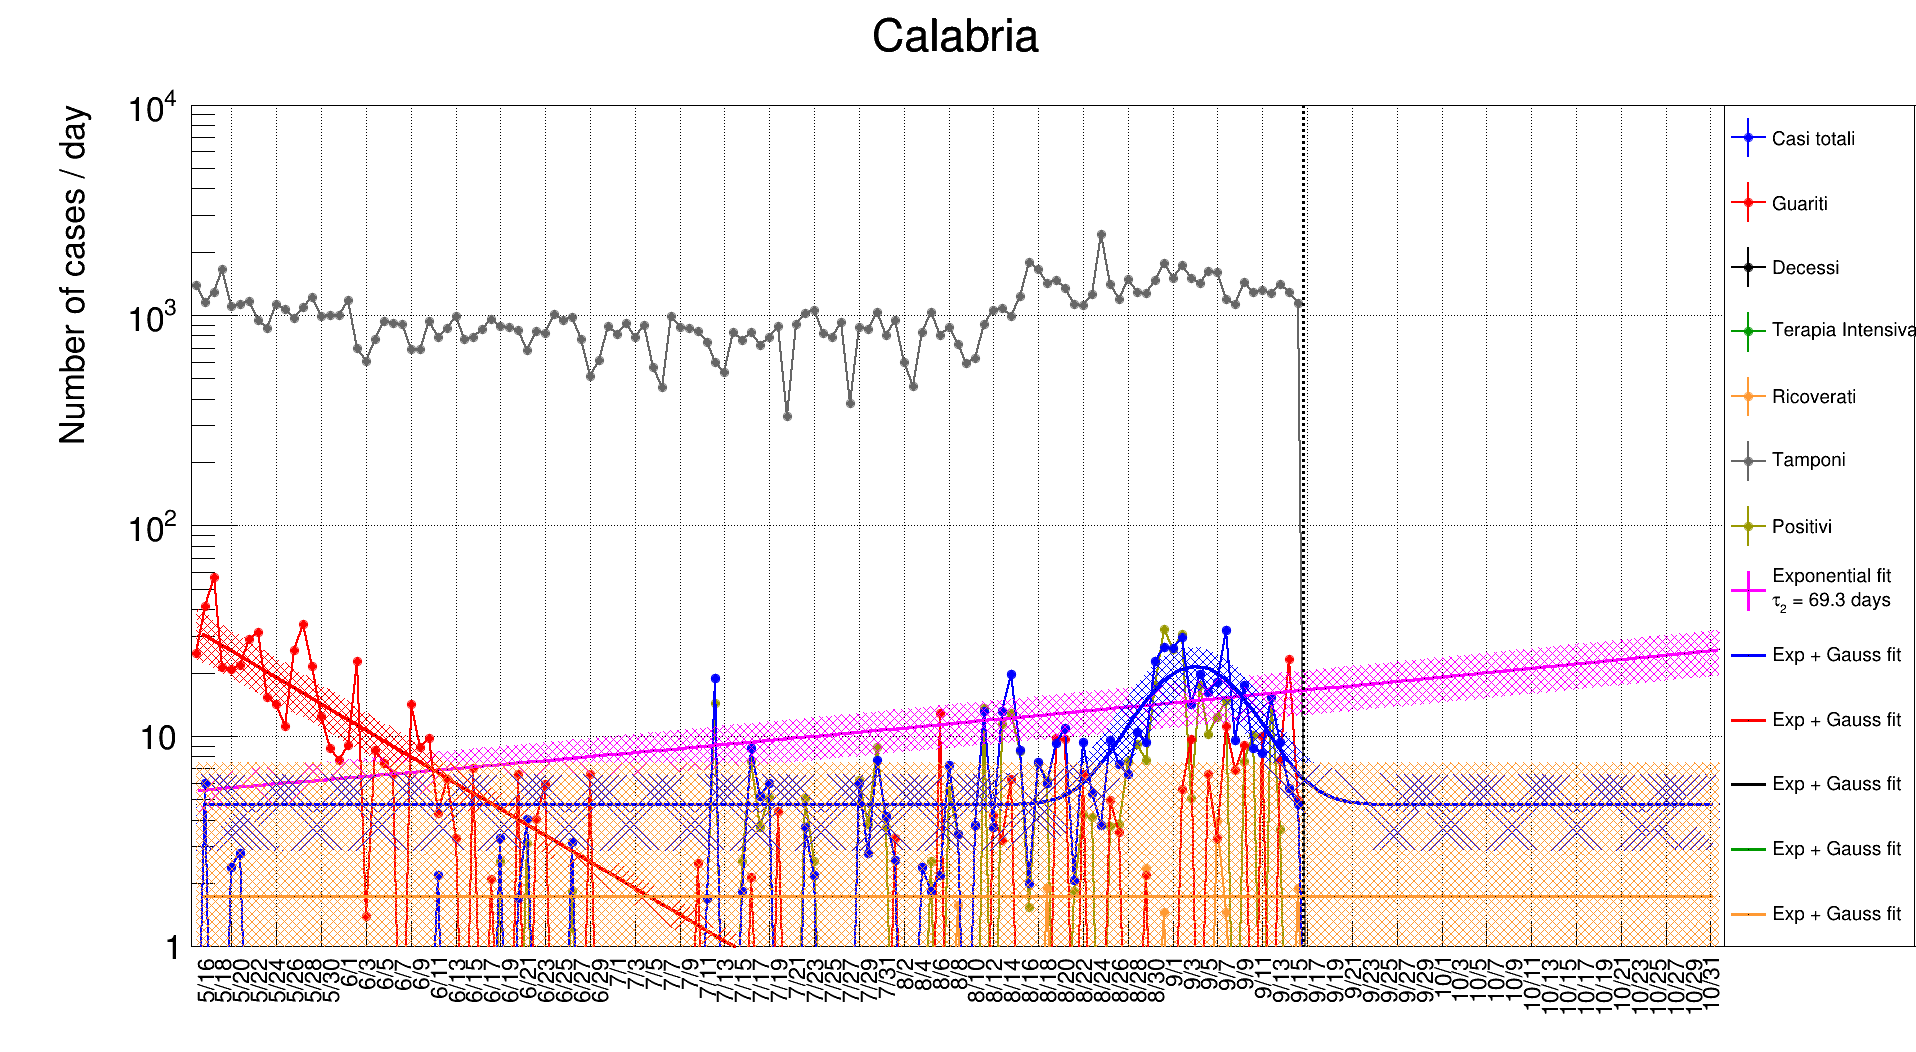 Calabria
Number of cases / day
10^4
10^3
10^2
10
1
5/16 5/18 5/20 5/22 5/24 5/26 5/28 5/30 6/1 6/3 6/5 6/7 6/9 6/11 6/13 6/15 6/17 6/19 6/21 6/23 6/25 6/27 6/29 7/1 7/3 7/5 7/7 7/9 7/11 7/13 7/15 7/17 7/19 7/21 7/23 7/25 7/27 7/29 7/31 8/2 8/4 8/6 8/8 8/10 8/12 8/14 8/16 8/18 8/20 8/22 8/24 8/26 8/28 8/30 9/1 9/3 9/5 9/7 9/9 9/11 9/13 9/15 9/17 9/19 9/21 9/23 9/25 9/27 9/29 10/1 10/3 10/5 10/7 10/9 10/11 10/13 10/15 10/17 10/19 10/21 10/23 10/25 10/27 10/29 10/31
Casi totali
Guariti
Decessi
Terapia Intensiva
Ricoverati
Tamponi
Positivi
Exponential fit
τ₂ = 69.3 days
Exp + Gauss fit
Exp + Gauss fit
Exp + Gauss fit
Exp + Gauss fit
Exp + Gauss fit